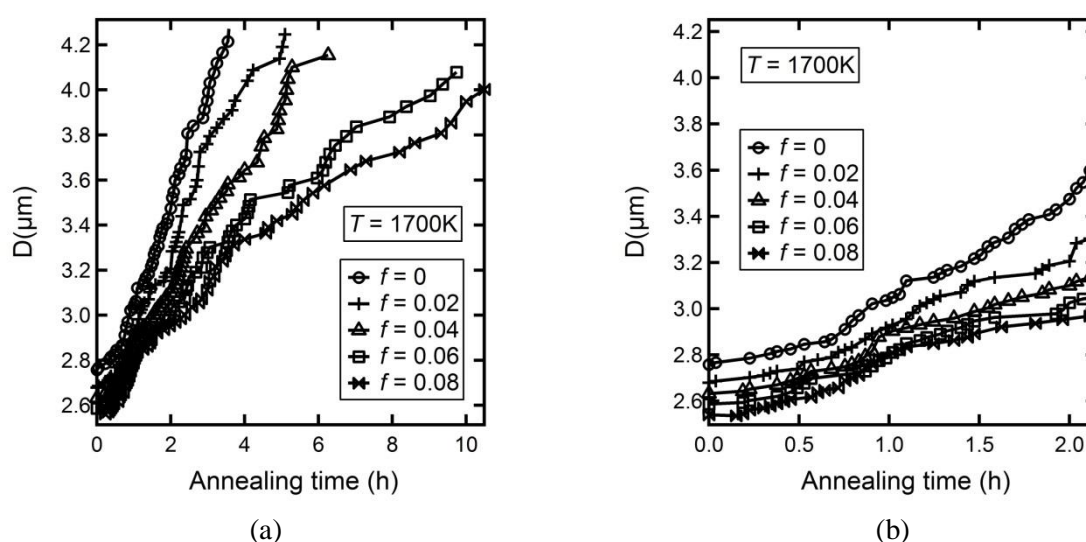 4.2
4.0
3.8
3.6
3.4
3.2
3.0
2.8
2.6
D(μm)
T = 1700K
f = 0
f = 0.02
f = 0.04
f = 0.06
f = 0.08
0 2 4 6 8 10
Annealing time (h)
(a)
4.2
4.0
3.8
3.6
3.4
3.2
3.0
2.8
2.6
D(μm)
T = 1700K
f = 0
f = 0.02
f = 0.04
f = 0.06
f = 0.08
0.0 0.5 1.0 1.5 2.0
Annealing time (h)
(b)